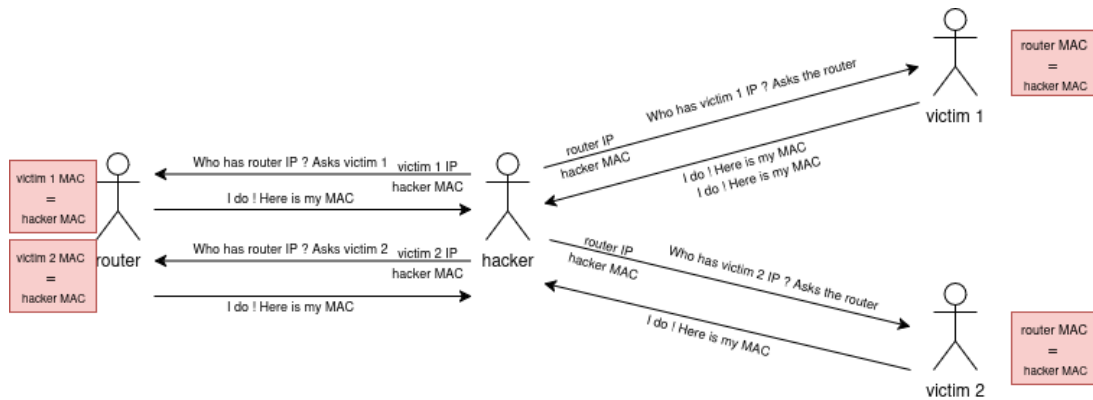 router MAC
=
hacker MAC
victim 1
Who has victim 1 IP ? Asks the router
router IP
hacker MAC
I do ! Here is my MAC
I do ! Here is my MAC
victim 1 MAC
=
hacker MAC
Who has router IP ? Asks victim 1
victim 1 IP
hacker MAC
I do ! Here is my MAC
victim 2 MAC
=
hacker MAC
router
Who has router IP ? Asks victim 2
victim 2 IP
hacker MAC
I do ! Here is my MAC
hacker
router IP
hacker MAC
Who has victim 2 IP ? Asks the router
I do ! Here is my MAC
router MAC
=
hacker MAC
victim 2